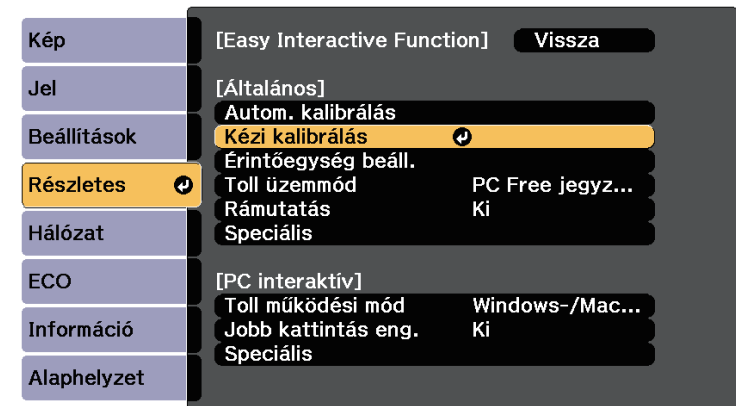 Kép
Jel
Beállítások
Részletes
Hálózat
ECO
Információ
Alaphelyzet
[Easy Interactive Function] Vissza
[Általános]
Autom. kalibrálás
Kézi kalibrálás
Érintőegység beáll.
Toll üzemmód PC Free jegyz...
Rámutatás Ki
Speciális
[PC interaktív]
Toll működési mód Windows-/Mac...
Jobb kattintás eng. Ki
Speciális